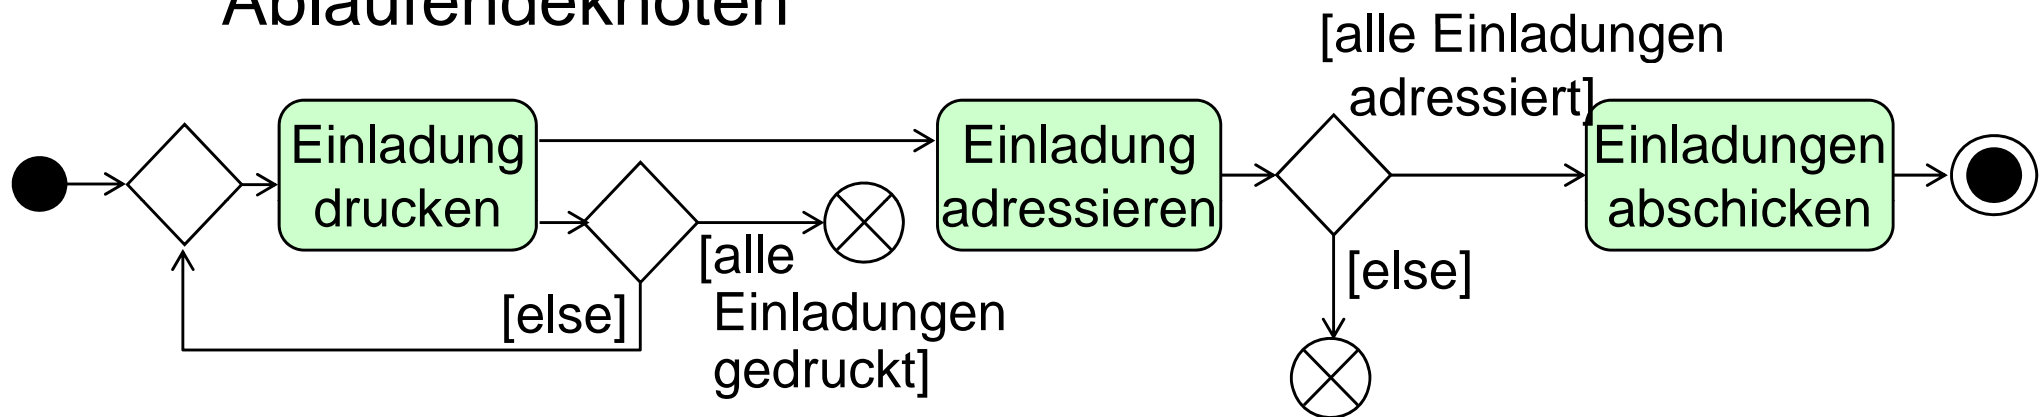 Ablaufendeknoten
[alle Einladungen
adressiert]
Einladung
drucken
Einladung
adressieren
Einladungen
abschicken
[else]
[alle
Einladungen
gedruckt]
[else]